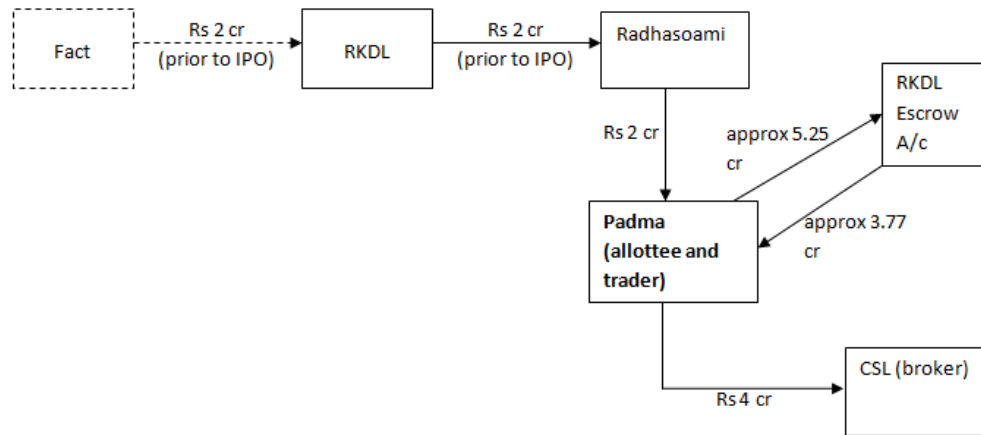 Rs 2 cr
Rs 2 cr
Radhasoami
Fact
RKDL
(prior to IPO)
(prior to IPO)
RKDL
Escrow
A/c
Rs 2 cr
approx 5.25
cr
Padma
(allottee and
trader)
approx 3.77
cr
CSL (broker)
Rs 4 cr